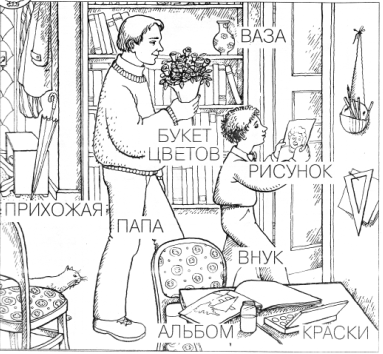 ВАЗА
БУКЕТ
ЦВЕТОВ
РИСУНОК
ПРИХОЖАЯ
ПАПА
ВНУК
АЛЬБОМ
КРАСКИ